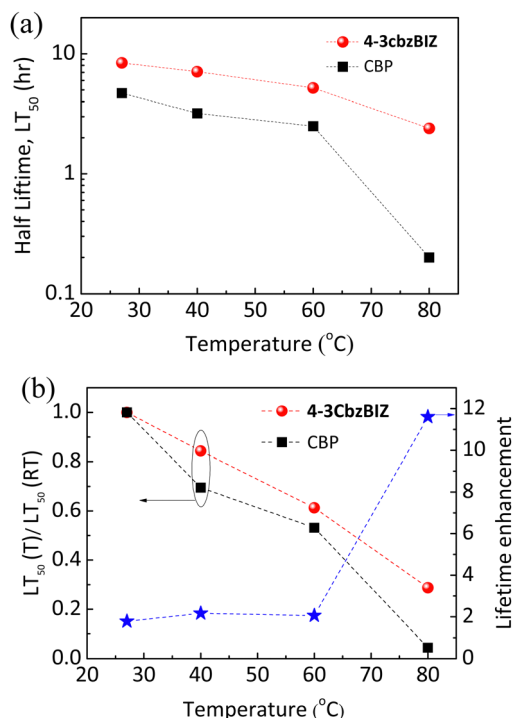 (a)
4-3cbzBIZ
CBP
Half Liftime, LT50 (hr)
10
1
0.1
20 30 40 50 60 70 80
Temperature (°C)
(b)
4-3CbzBIZ
CBP
LT50 (T)/ LT50 (RT)
1.0
0.8
0.6
0.4
0.2
0.0
12
10
8
6
4
2
0
Lifetime enhancement
20 30 40 50 60 70 80
Temperature (°C)